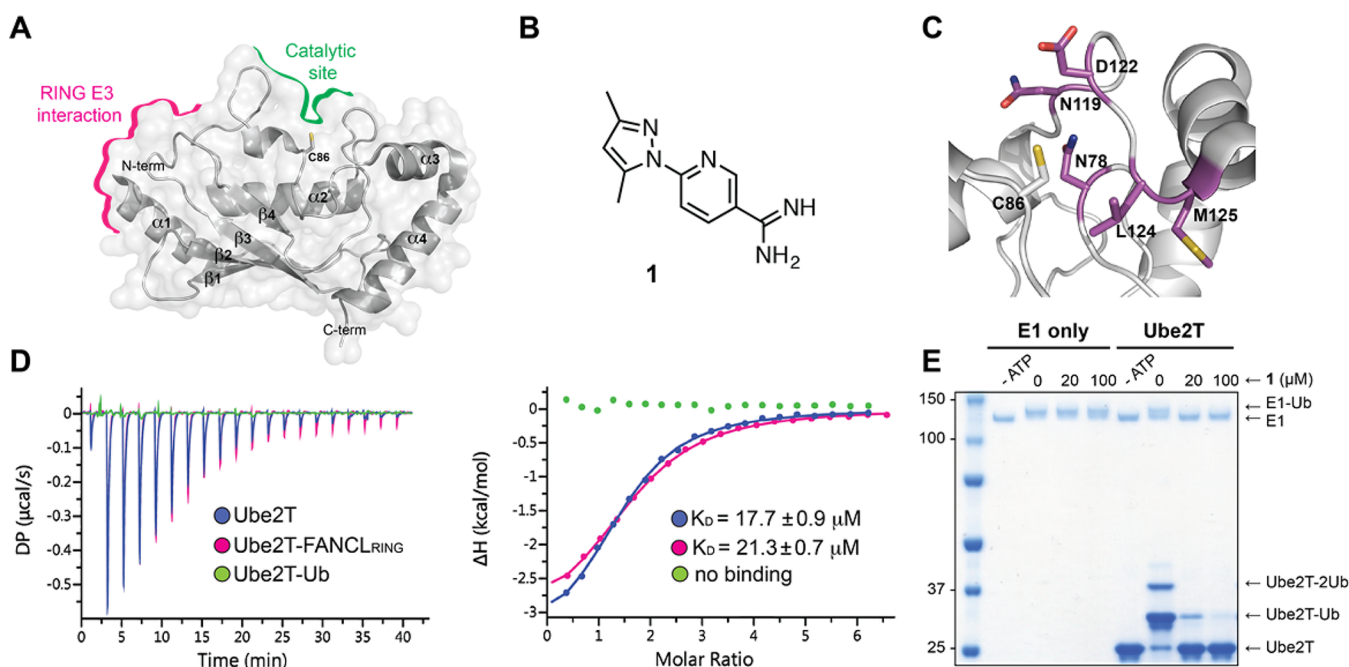 A
Catalytic
site
RING E3
interaction
N-term
C86
α3
α2
β4
α1
β3
β2
β1
α4
C-term
B
N
N
N
NH
NH2
1
C
D122
N119
N78
C86
L124
M125
D
0
-0.1
-0.2
-0.3
-0.4
-0.5
DP (µcal/s)
Ube2T
Ube2T-FANCLRING
Ube2T-Ub
0 5 10 15 20 25 30 35 40
Time (min)
0
-0.5
-1.0
-1.5
-2.0
-2.5
-3
ΔH (kcal/mol)
KD = 17.7 ±0.9 µM
KD = 21.3±0.7 µM
no binding
0 1 2 3 4 5 6
Molar Ratio
E
E1 only Ube2T
- ATP 0 20 100 - ATP 0 20 100 ← 1 (µM)
150
100
37
25
← E1-Ub
← E1
← Ube2T-2Ub
← Ube2T-Ub
← Ube2T